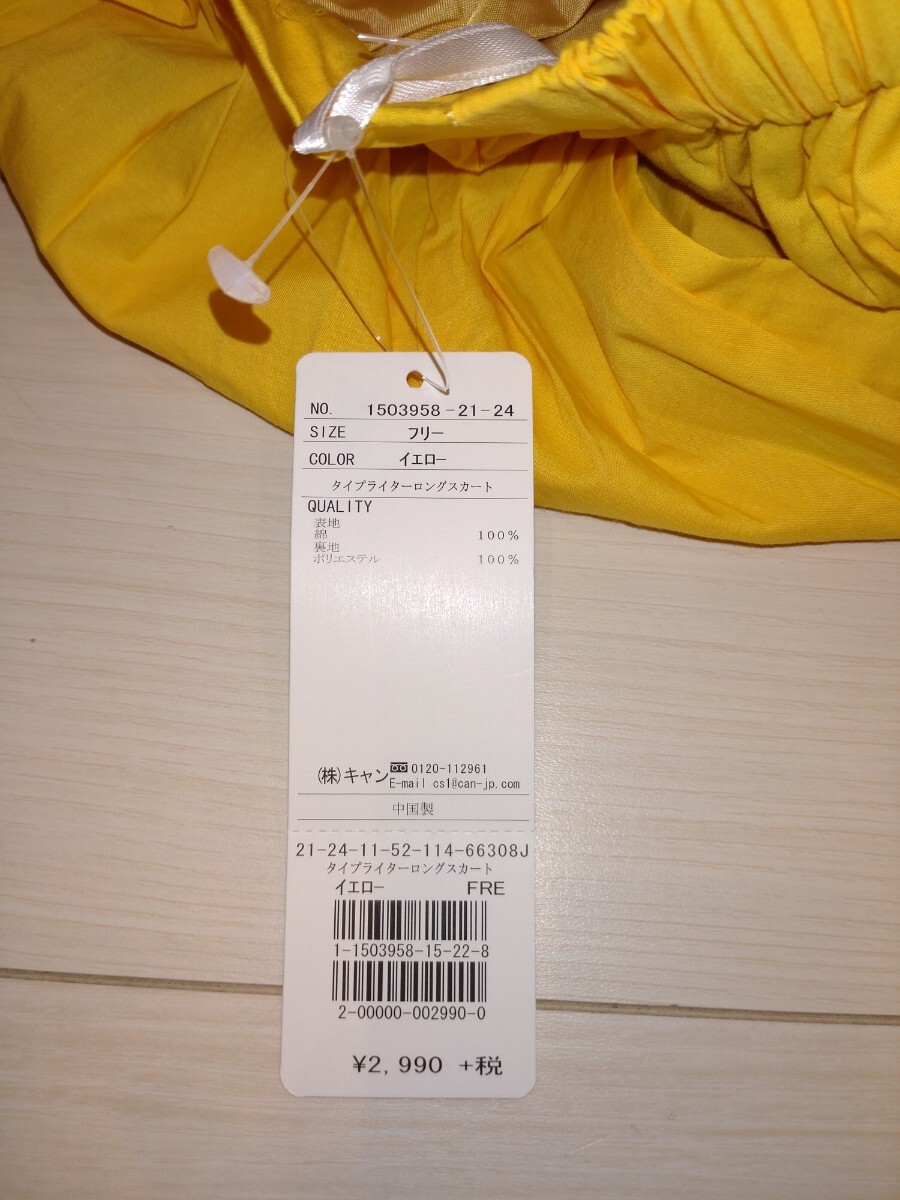 NO. 1503958-21-24
SIZE フリー
COLOR イエロー
タイプライターロングスカート
QUALITY
表地
綿 100%
裏地
ポリエステル 100%
(株)キャン 0120-112961
E-mail cs1@can-jp.com
中国製
21-24-11-52-114-66308J
タイプライターロングスカート
イエロー FRE
1-1503958-15-22-8
2-00000-002990-0
¥2,990 +税